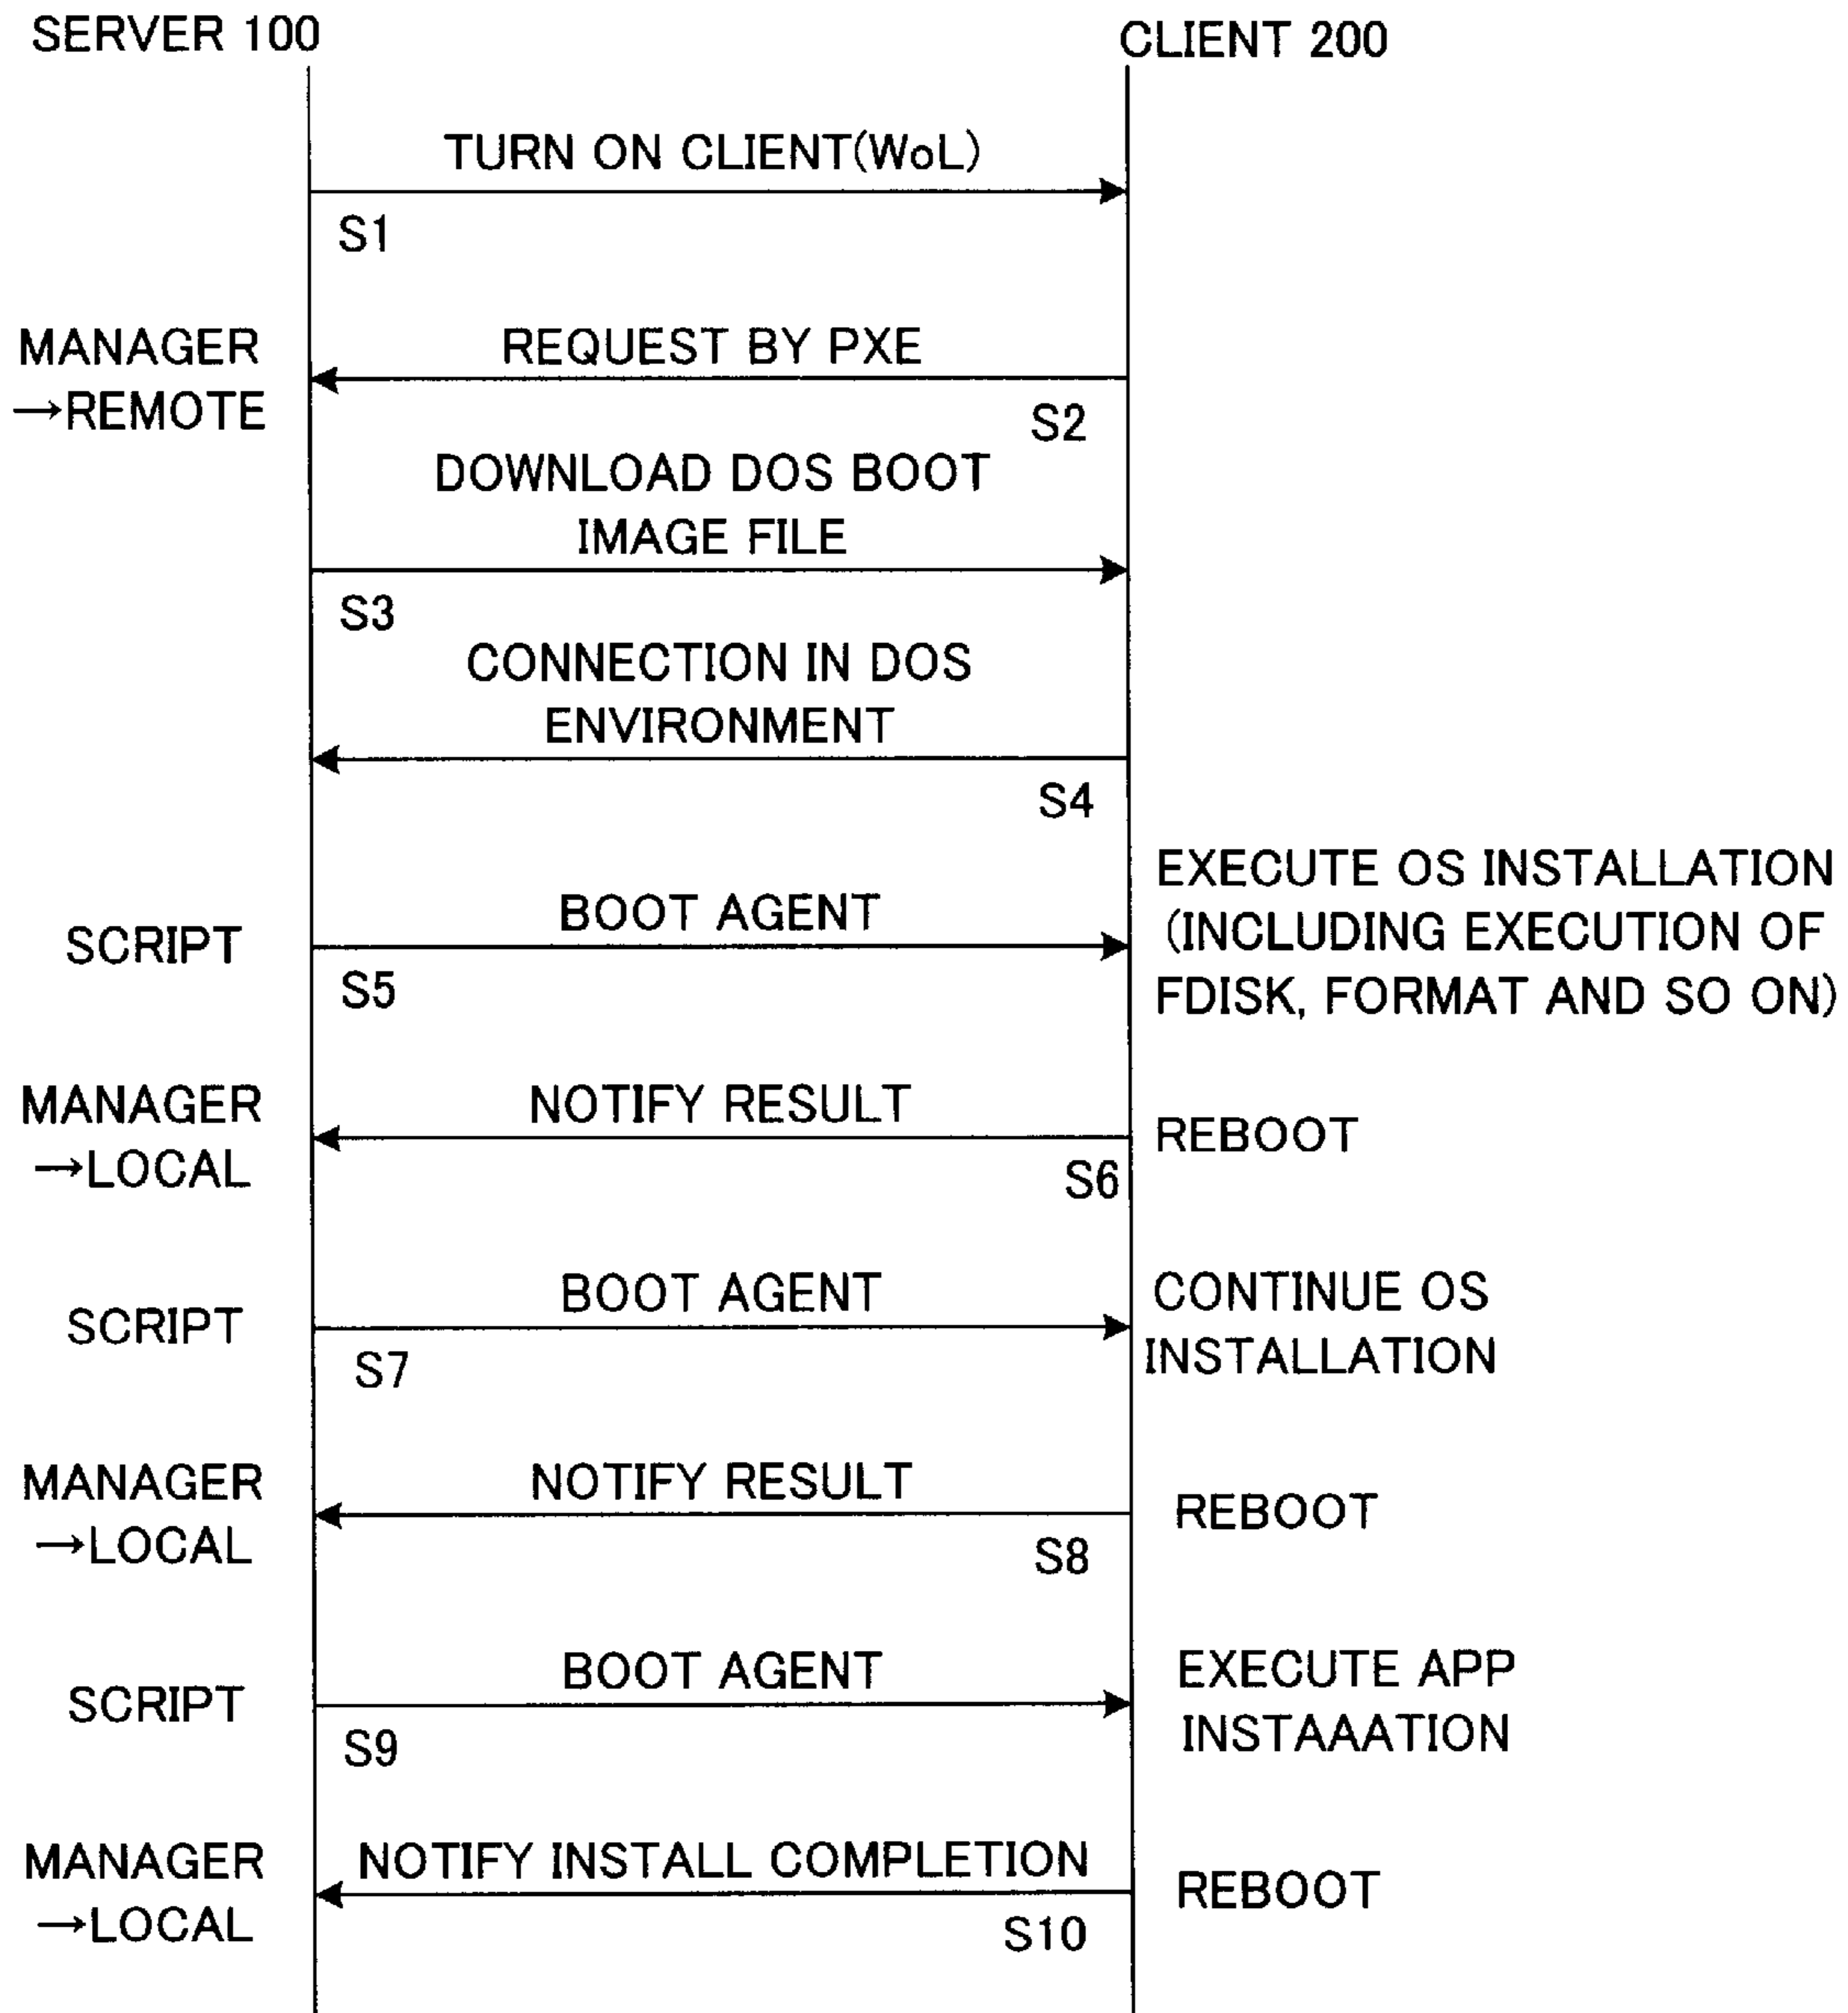 SERVER 100
CLIENT 200
TURN ON CLIENT(WoL)
S1
MANAGER
→REMOTE
REQUEST BY PXE
S2
DOWNLOAD DOS BOOT
IMAGE FILE
S3
CONNECTION IN DOS
ENVIRONMENT
S4
SCRIPT
BOOT AGENT
S5
EXECUTE OS INSTALLATION
(INCLUDING EXECUTION OF
FDISK, FORMAT AND SO ON)
MANAGER
→LOCAL
NOTIFY RESULT
S6
REBOOT
SCRIPT
BOOT AGENT
S7
CONTINUE OS
INSTALLATION
MANAGER
→LOCAL
NOTIFY RESULT
S8
REBOOT
SCRIPT
BOOT AGENT
S9
EXECUTE APP
INSTAAATION
MANAGER
→LOCAL
NOTIFY INSTALL COMPLETION
S10
REBOOT